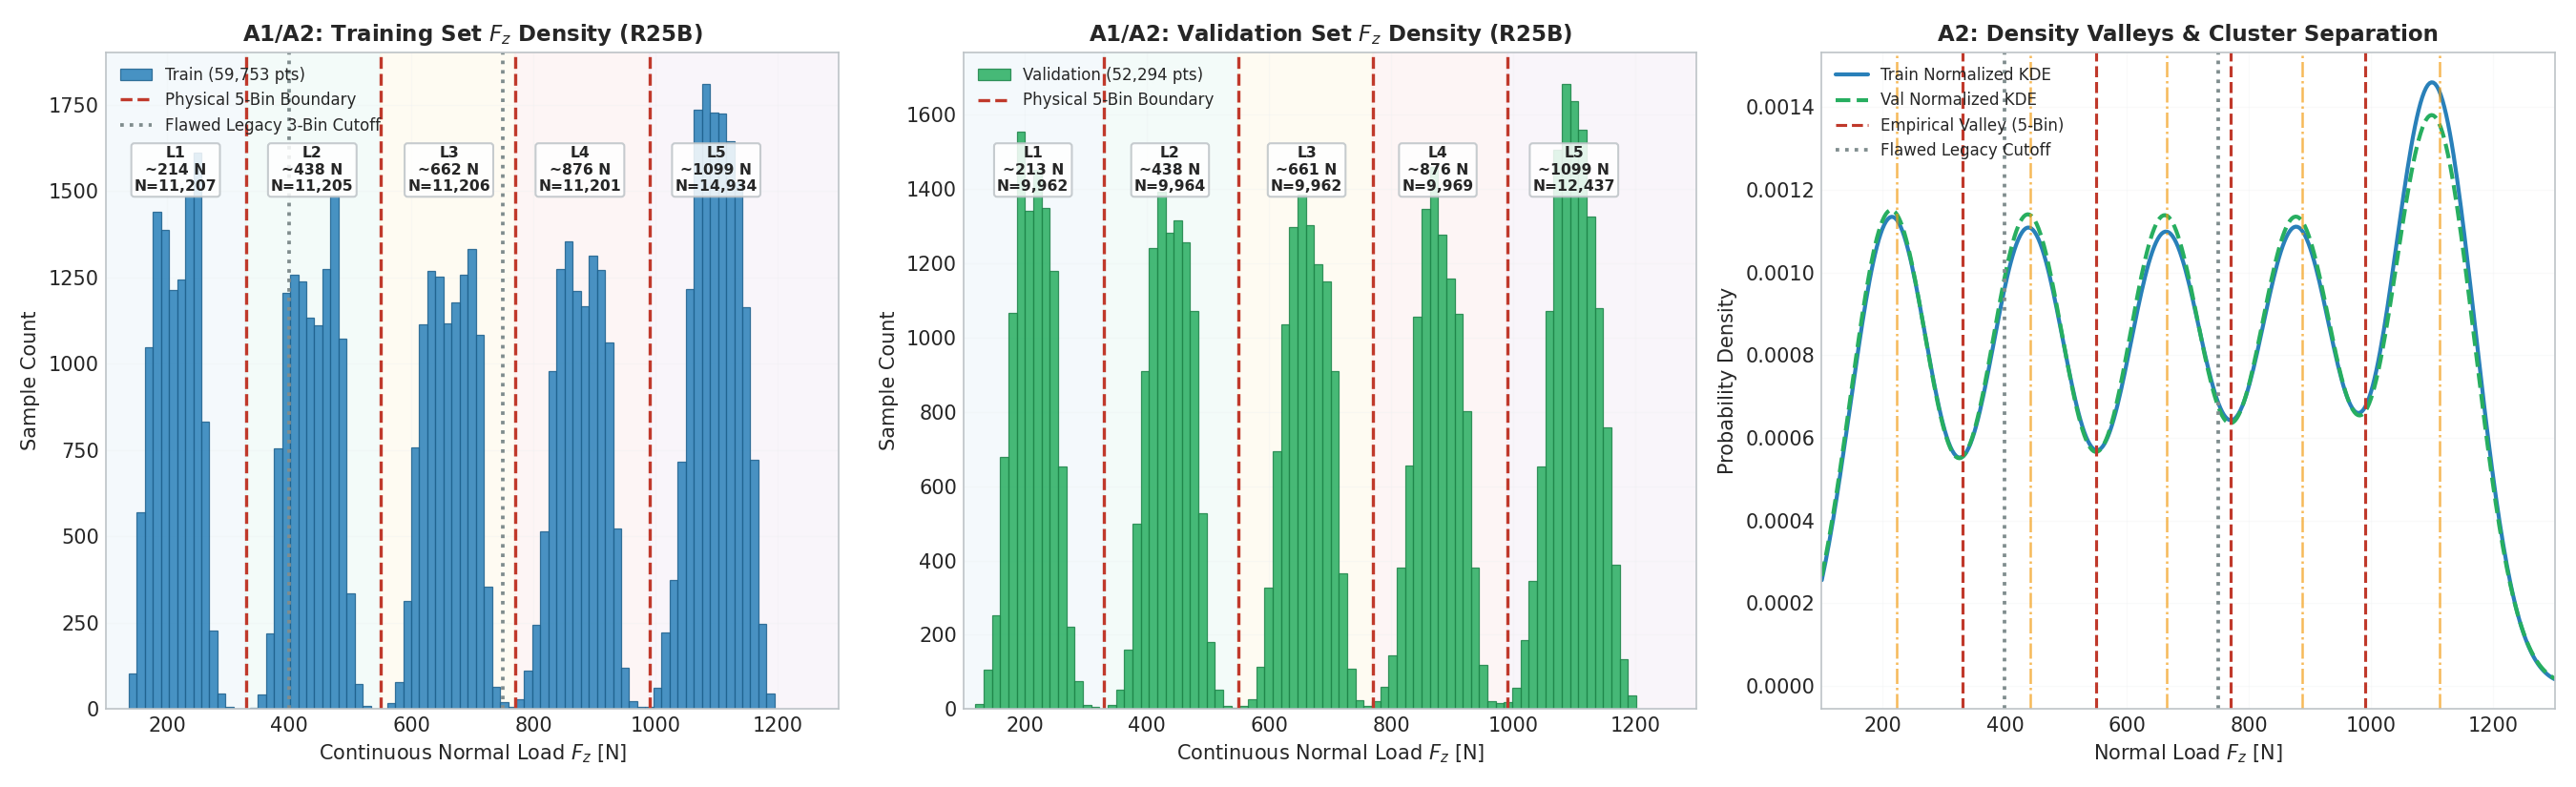 A1/A2: Training Set F_z Density (R25B)
Train (59,753 pts)
Physical 5-Bin Boundary
Flawed Legacy 3-Bin Cutoff
L1
~214 N
N=11,207
L2
~438 N
N=11,205
L3
~662 N
N=11,206
L4
~876 N
N=11,201
L5
~1099 N
N=14,934
Sample Count
1750
1500
1250
1000
750
500
250
0
200 400 600 800 1000 1200
Continuous Normal Load F_z [N]
A1/A2: Validation Set F_z Density (R25B)
Validation (52,294 pts)
Physical 5-Bin Boundary
L1
~213 N
N=9,962
L2
~438 N
N=9,964
L3
~661 N
N=9,962
L4
~876 N
N=9,969
L5
~1099 N
N=12,437
Sample Count
1600
1400
1200
1000
800
600
400
200
0
200 400 600 800 1000 1200
Continuous Normal Load F_z [N]
A2: Density Valleys & Cluster Separation
Train Normalized KDE
Val Normalized KDE
Empirical Valley (5-Bin)
Flawed Legacy Cutoff
Probability Density
0.0014
0.0012
0.0010
0.0008
0.0006
0.0004
0.0002
0.0000
200 400 600 800 1000 1200
Normal Load F_z [N]